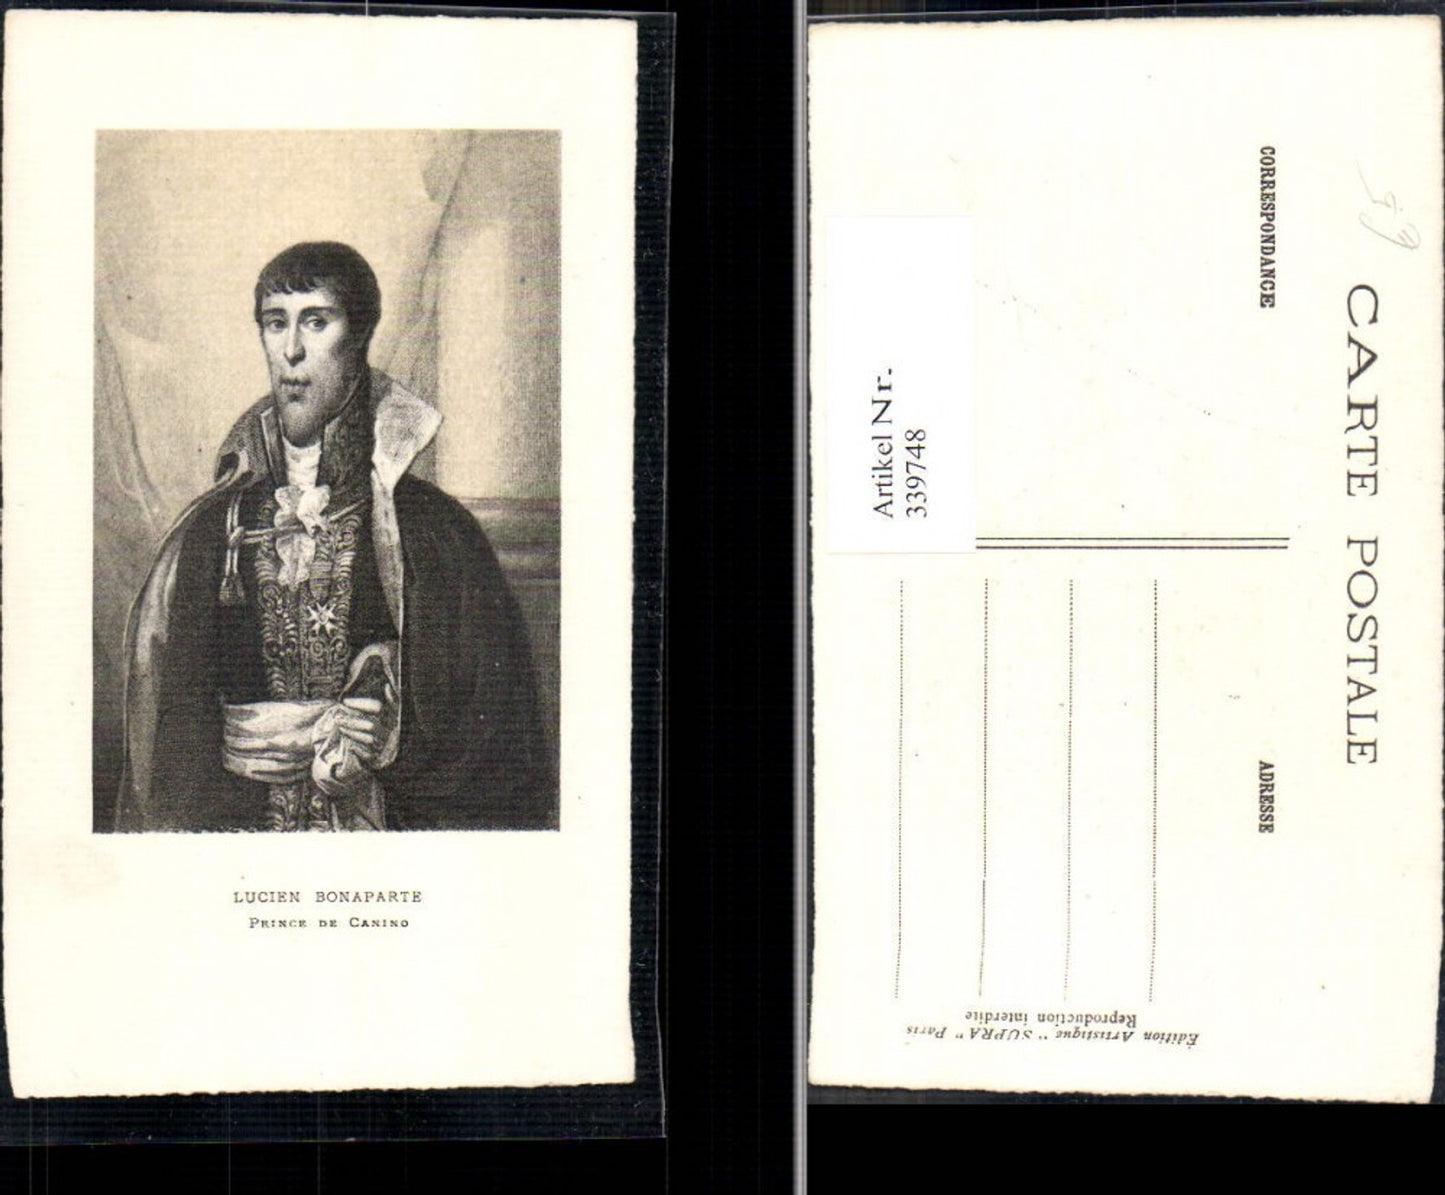 LUCIEN BONAPARTE
PRINCE DE CANINO
CARTE POSTALE
CORRESPONDANCE
ADRESSE
Artikel Nr.
339748
Édition Artistique " SUPRA " Paris
Reproduction interdite